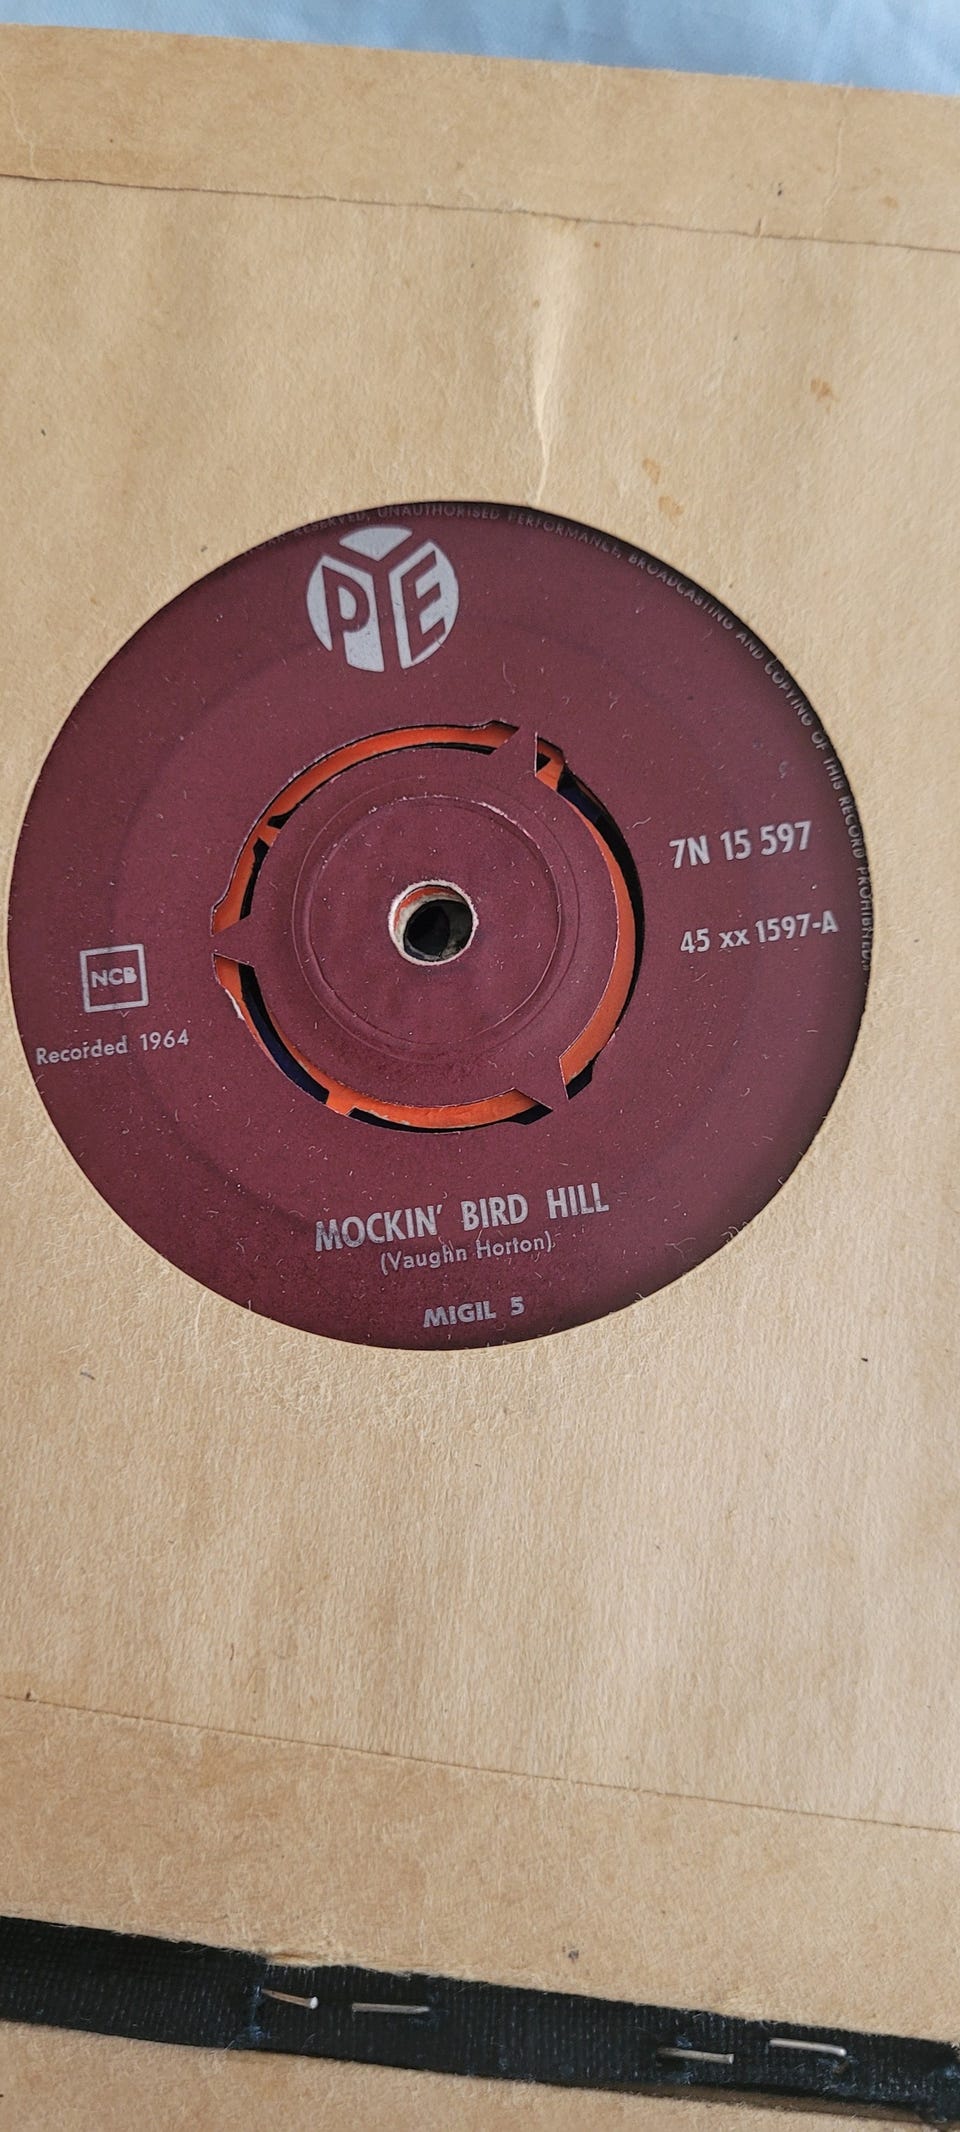 RESERVED, UNAUTHORISED PERFORMANCE, BROADCASTING AND COPYING OF THIS RECORD PROHIBITED.
PYE
7N 15 597
45 xx 1597-A
NCB
Recorded 1964
MOCKIN' BIRD HILL
(Vaughn Horton)
MIGIL 5